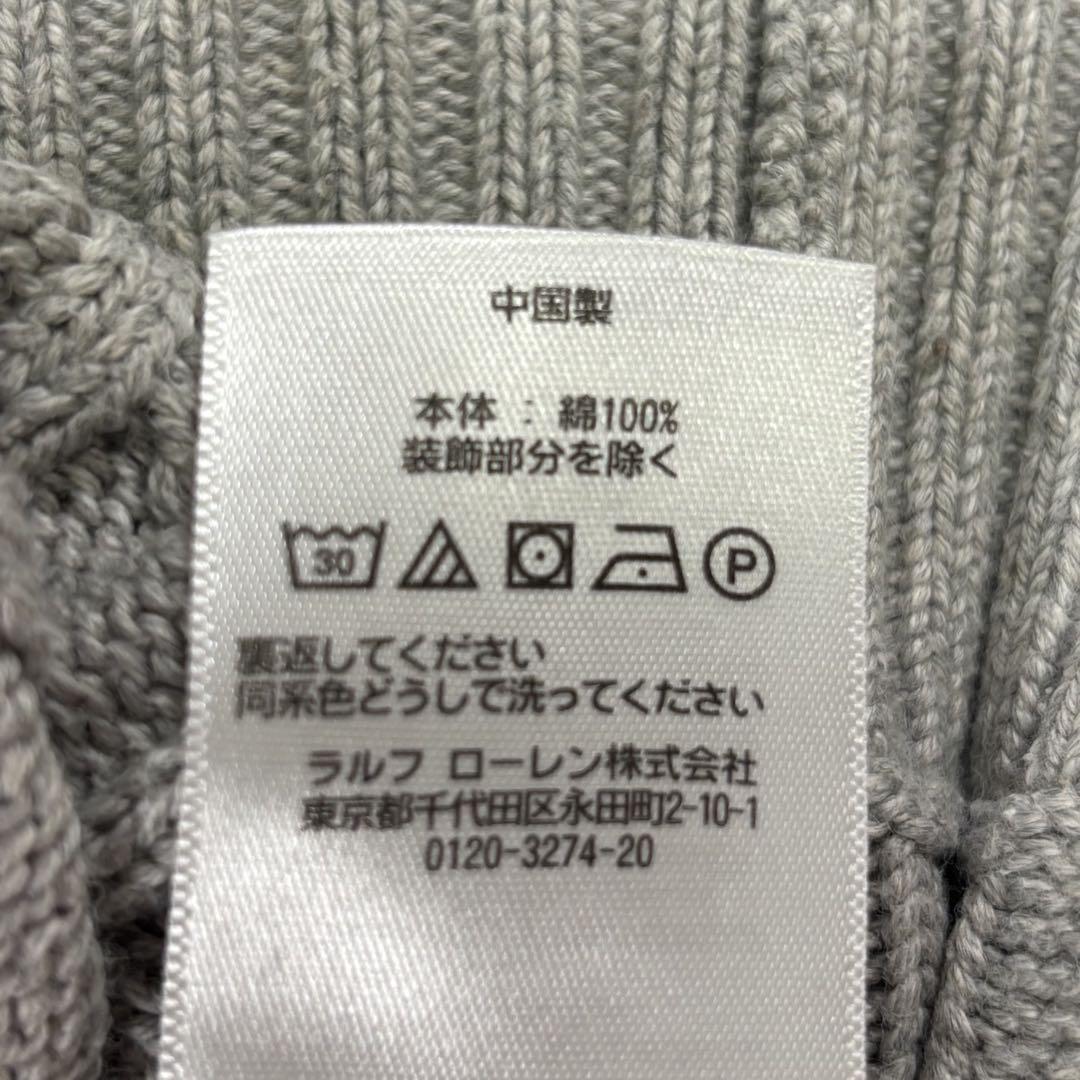 中国製
本体 : 綿100%
装飾部分を除く
30
P
裏返してください
同系色どうしで洗ってください
ラルフ ローレン株式会社
東京都千代田区永田町2-10-1
0120-3274-20